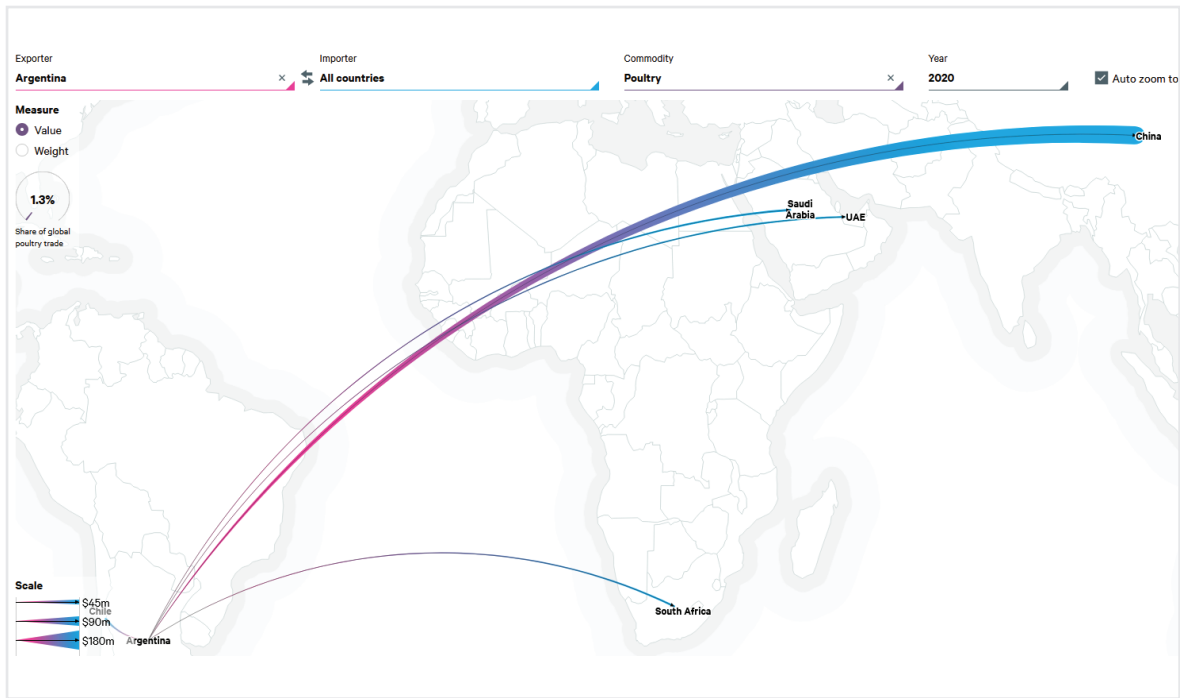 Exporter
Argentina
×
Importer
All countries
Commodity
Poultry
×
Year
2020
Auto zoom to
Measure
Value
Weight
1.3%
Share of global
poultry trade
China
Saudi
Arabia
UAE
South Africa
Scale
$45m
Chile
$90m
$180m
Argentina